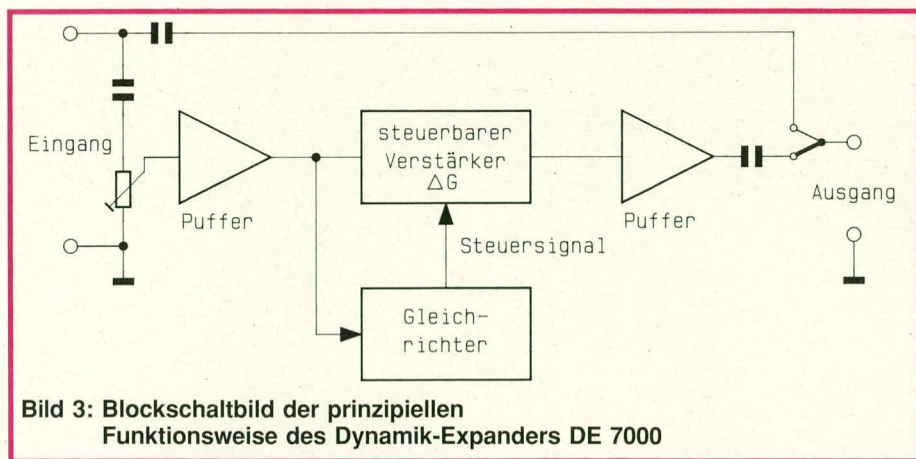 Eingang
Puffer
steuerbarer
Verstärker
ΔG
Steuersignal
Gleich-
richter
Puffer
Ausgang
Bild 3: Blockschaltbild der prinzipiellen
Funktionsweise des Dynamik-Expanders DE 7000